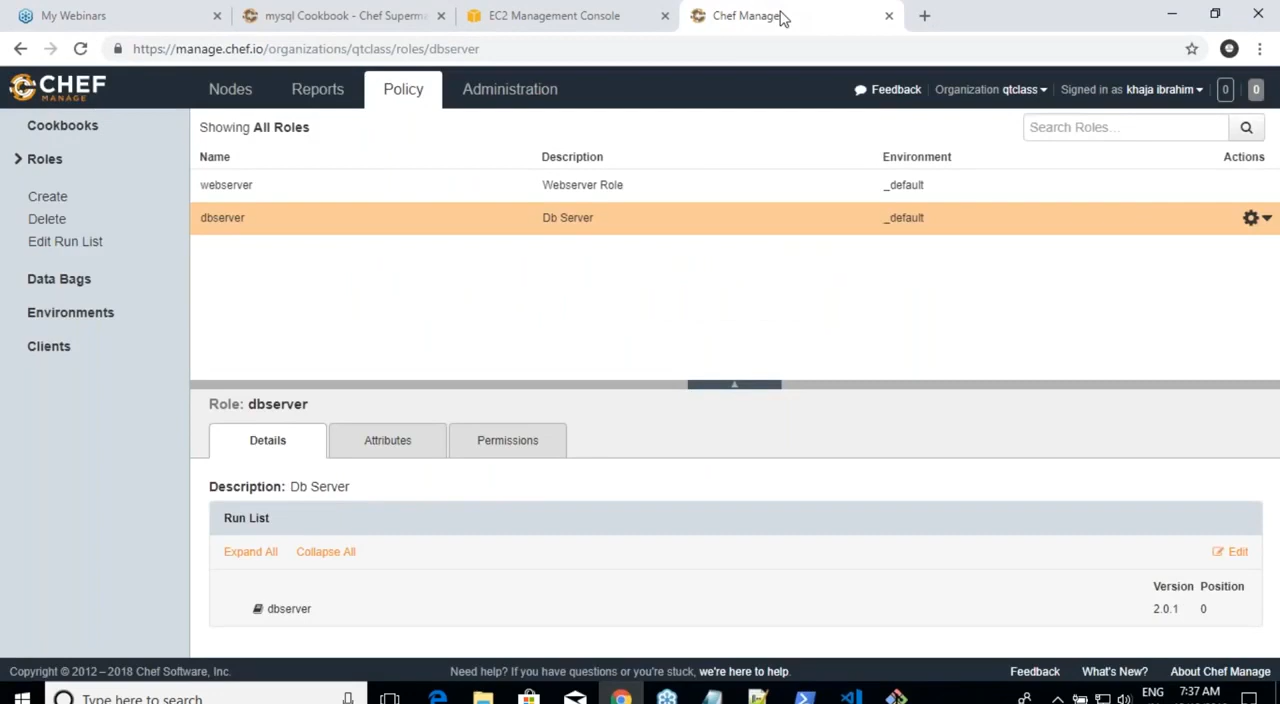 My Webinars
mysql Cookbook - Chef Superm
EC2 Management Console
Chef Manage
https://manage.chef.io/organizations/qtclass/roles/dbserver
CHEF
MANAGE
Nodes
Reports
Policy
Administration
Feedback
Organization qtclass
Signed in as khaja ibrahim
0
0
Cookbooks
Roles
Create
Delete
Edit Run List
Data Bags
Environments
Clients
Showing All Roles
Search Roles...
Name Description Environment Actions
webserver Webserver Role _default
dbserver Db Server _default
Role: dbserver
Details
Attributes
Permissions
Description: Db Server
Run List
Expand All
Collapse All
Edit
Version Position
dbserver 2.0.1 0
Copyright © 2012 – 2018 Chef Software, Inc.
Need help? If you have questions or you're stuck, we're here to help.
Feedback
What's New?
About Chef Manage
Type here to search
ENG
7:37 AM